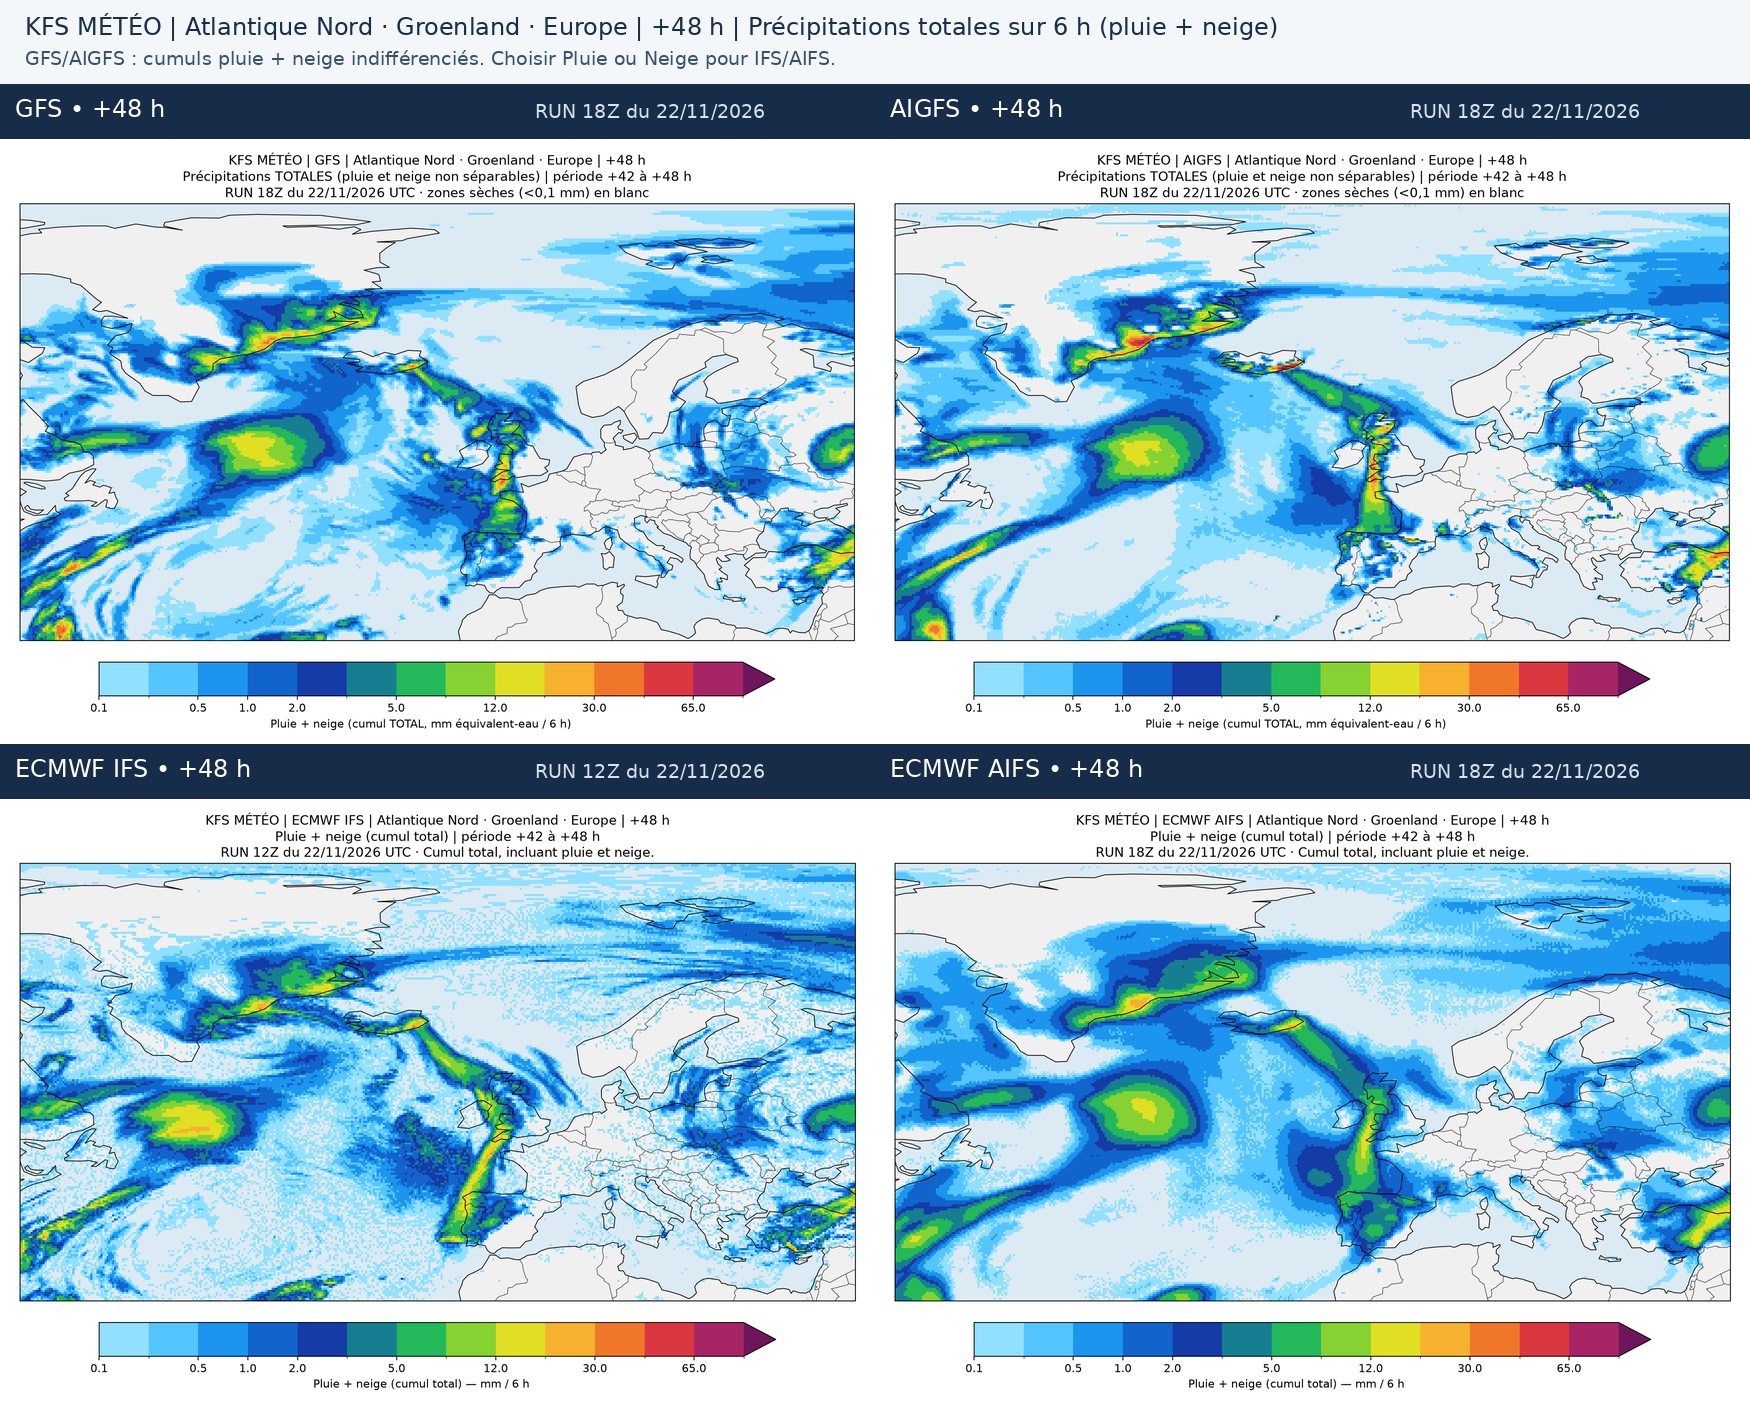 KFS MÉTÉO | Atlantique Nord · Groenland · Europe | +48 h | Précipitations totales sur 6 h (pluie + neige)
GFS/AIGFS : cumuls pluie + neige indifférenciés. Choisir Pluie ou Neige pour IFS/AIFS.
GFS • +48 h
RUN 18Z du 22/11/2026
AIGFS • +48 h
RUN 18Z du 22/11/2026
KFS MÉTÉO | GFS | Atlantique Nord · Groenland · Europe | +48 h
Précipitations TOTALES (pluie et neige non séparables) | période +42 à +48 h
RUN 18Z du 22/11/2026 UTC · zones sèches (<0,1 mm) en blanc
KFS MÉTÉO | AIGFS | Atlantique Nord · Groenland · Europe | +48 h
Précipitations TOTALES (pluie et neige non séparables) | période +42 à +48 h
RUN 18Z du 22/11/2026 UTC · zones sèches (<0,1 mm) en blanc
0.1 0.5 1.0 2.0 5.0 12.0 30.0 65.0
Pluie + neige (cumul TOTAL, mm équivalent-eau / 6 h)
0.1 0.5 1.0 2.0 5.0 12.0 30.0 65.0
Pluie + neige (cumul TOTAL, mm équivalent-eau / 6 h)
ECMWF IFS • +48 h
RUN 12Z du 22/11/2026
ECMWF AIFS • +48 h
RUN 18Z du 22/11/2026
KFS MÉTÉO | ECMWF IFS | Atlantique Nord · Groenland · Europe | +48 h
Pluie + neige (cumul total) | période +42 à +48 h
RUN 12Z du 22/11/2026 UTC · Cumul total, incluant pluie et neige.
KFS MÉTÉO | ECMWF AIFS | Atlantique Nord · Groenland · Europe | +48 h
Pluie + neige (cumul total) | période +42 à +48 h
RUN 18Z du 22/11/2026 UTC · Cumul total, incluant pluie et neige.
0.1 0.5 1.0 2.0 5.0 12.0 30.0 65.0
Pluie + neige (cumul total) — mm / 6 h
0.1 0.5 1.0 2.0 5.0 12.0 30.0 65.0
Pluie + neige (cumul total) — mm / 6 h